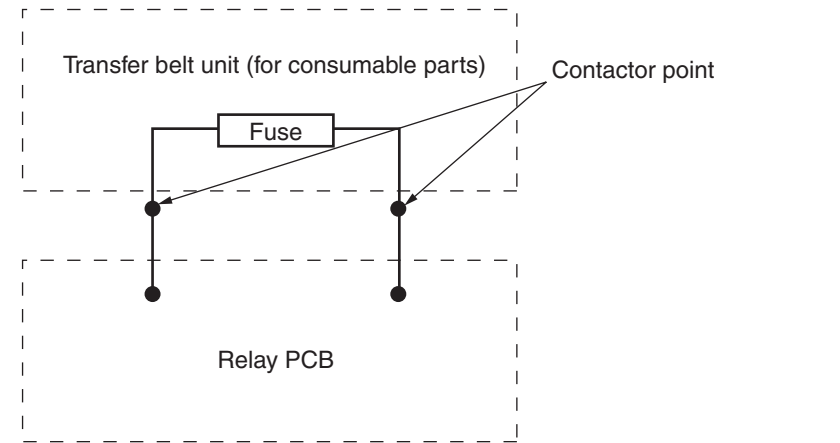 Transfer belt unit (for consumable parts)
Contactor point
Fuse
Relay PCB